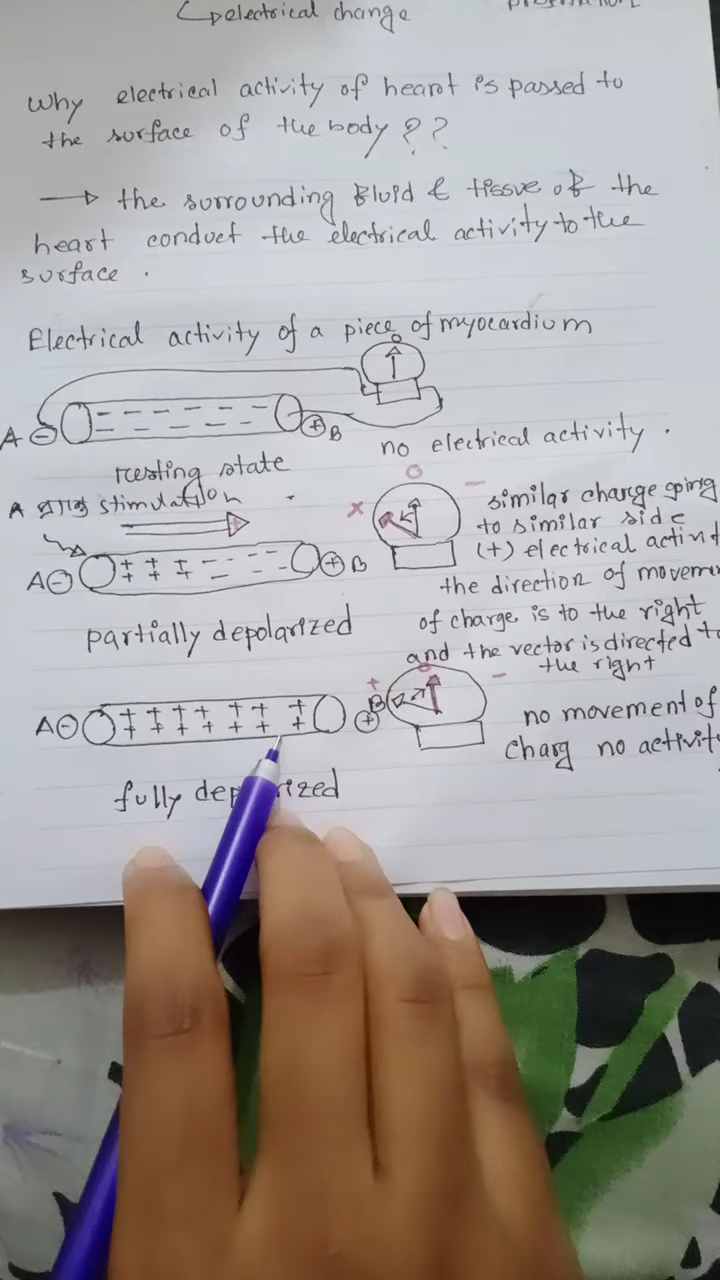 electrical change
Why electrical activity of heart is passed to
the surface of the body ??
→ the surrounding fluid & tissue of the
heart conduct the electrical activity to the
surface .
Electrical activity of a piece of myocardium
A - + B
o
no electrical activity .
resting state
A প্রান্তে stimulation
x o -
similar charge going
to similar side
(+) electrical activi
the direction of moveme
of charge is to the right
and the vector is directed to
the right
A - + + + - - - + B
partially depolarized
+ o -
A - + + + + + + + B +
no movement of
charg no activit
fully dep rized